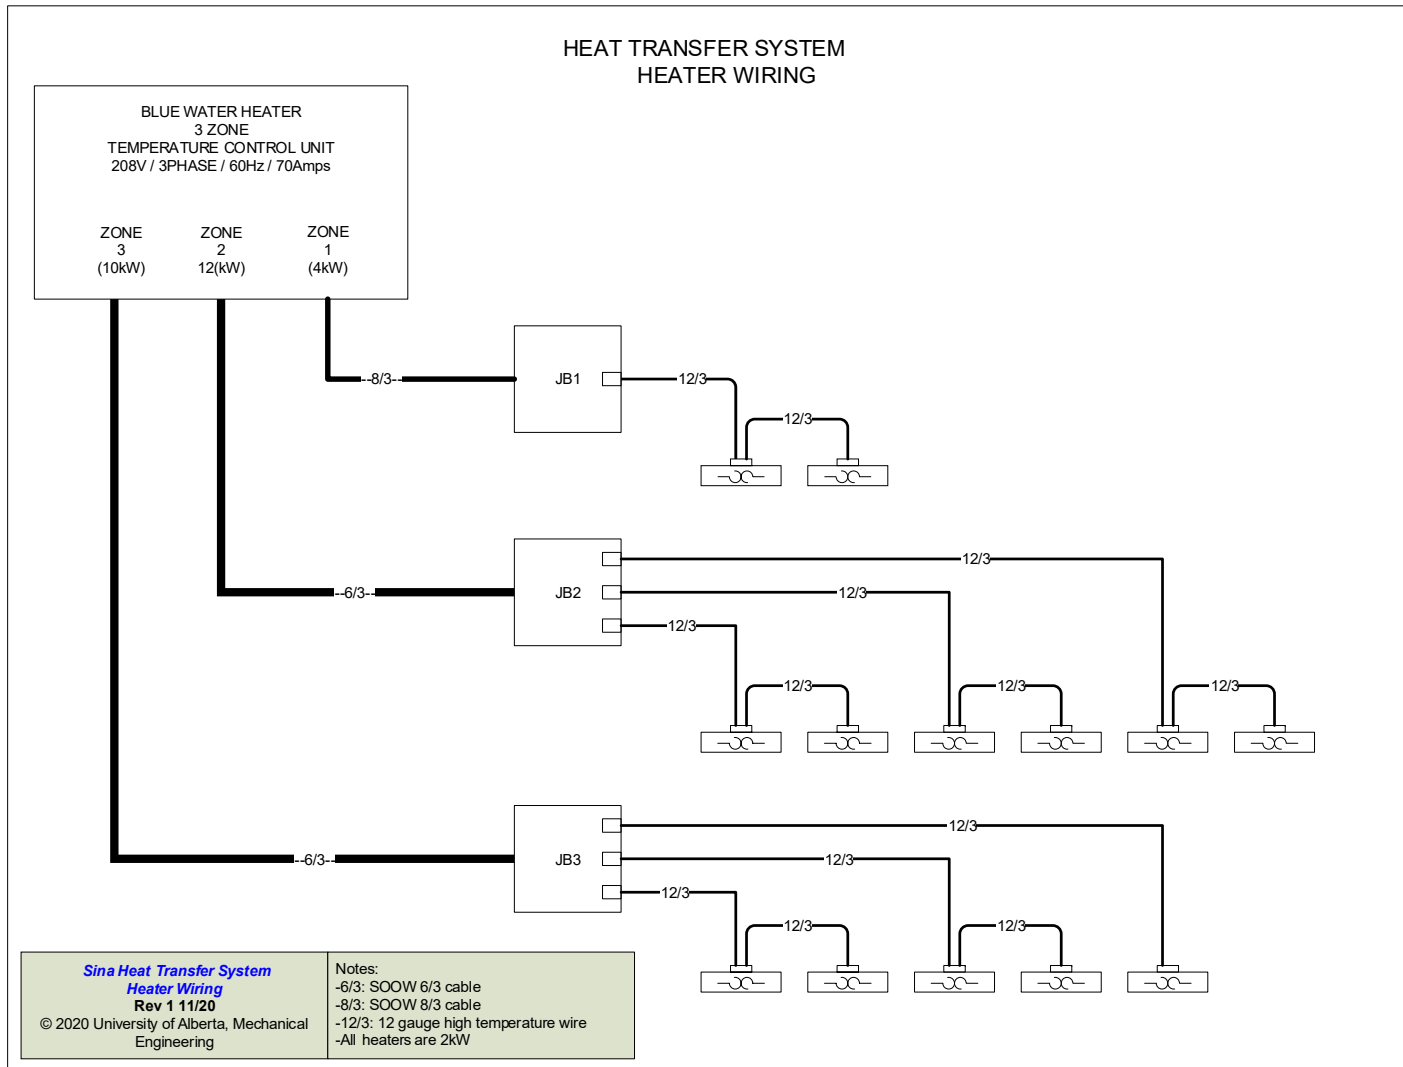 HEAT TRANSFER SYSTEM
HEATER WIRING
BLUE WATER HEATER
3 ZONE
TEMPERATURE CONTROL UNIT
208V / 3PHASE / 60Hz / 70Amps
ZONE
3
(10kW)
ZONE
2
12(kW)
ZONE
1
(4kW)
--8/3--
JB1
12/3
12/3
--6/3--
JB2
12/3
12/3
12/3
12/3
12/3
12/3
--6/3--
JB3
12/3
12/3
12/3
12/3
12/3
Sina Heat Transfer System
Heater Wiring
Rev 1 11/20
© 2020 University of Alberta, Mechanical
Engineering
Notes:
-6/3: SOOW 6/3 cable
-8/3: SOOW 8/3 cable
-12/3: 12 gauge high temperature wire
-All heaters are 2kW